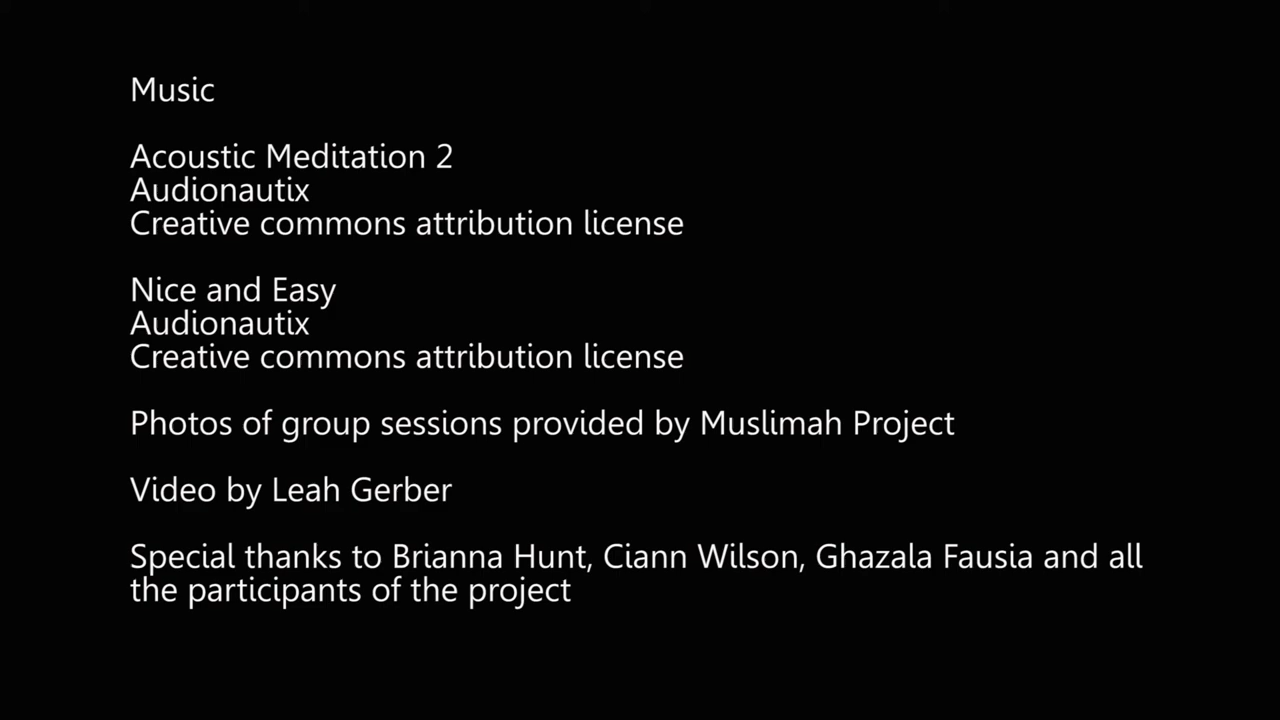 Music
Acoustic Meditation 2
Audionautix
Creative commons attribution license
Nice and Easy
Audionautix
Creative commons attribution license
Photos of group sessions provided by Muslimah Project
Video by Leah Gerber
Special thanks to Brianna Hunt, Ciann Wilson, Ghazala Fausia and all
the participants of the project